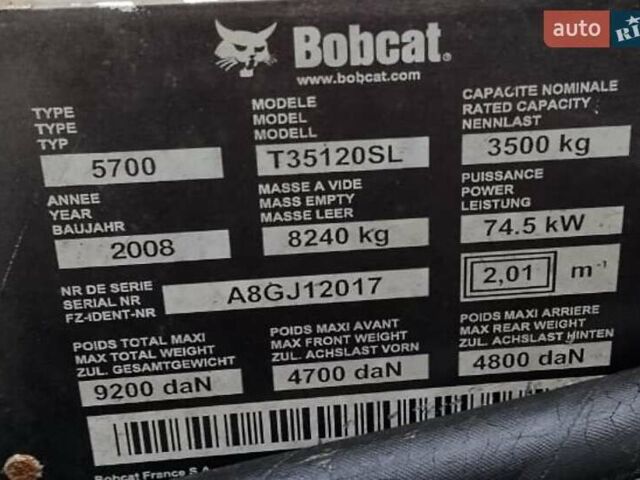 auto RI
Bobcat®
www.bobcat.com
TYPE
TYPE
TYP
5700
MODELE
MODEL
MODELL
T35120SL
CAPACITE NOMINALE
RATED CAPACITY
NENNLAST
3500 kg
ANNEE
YEAR
BAUJAHR
2008
MASSE A VIDE
MASS EMPTY
MASSE LEER
8240 kg
PUISSANCE
POWER
LEISTUNG
74.5 kW
NR DE SERIE
SERIAL NR
FZ-IDENT-NR
A8GJ12017
2,01 m⁻¹
POIDS TOTAL MAXI
MAX TOTAL WEIGHT
ZUL. GESAMTGEWICHT
9200 daN
POIDS MAXI AVANT
MAX FRONT WEIGHT
ZUL. ACHSLAST VORN
4700 daN
POIDS MAXI ARRIERE
MAX REAR WEIGHT
ZUL. ACHSLAST HINTEN
4800 daN
Bobcat France S.A.